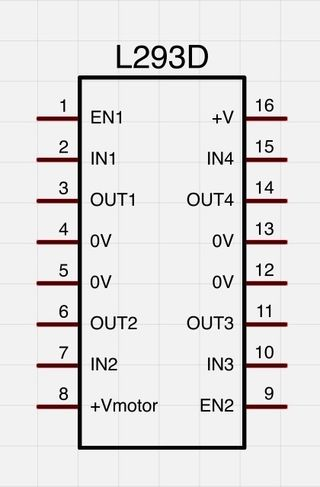 L293D
1 EN1 +V 16
2 IN1 IN4 15
3 OUT1 OUT4 14
4 0V 0V 13
5 0V 0V 12
6 OUT2 OUT3 11
7 IN2 IN3 10
8 +Vmotor EN2 9